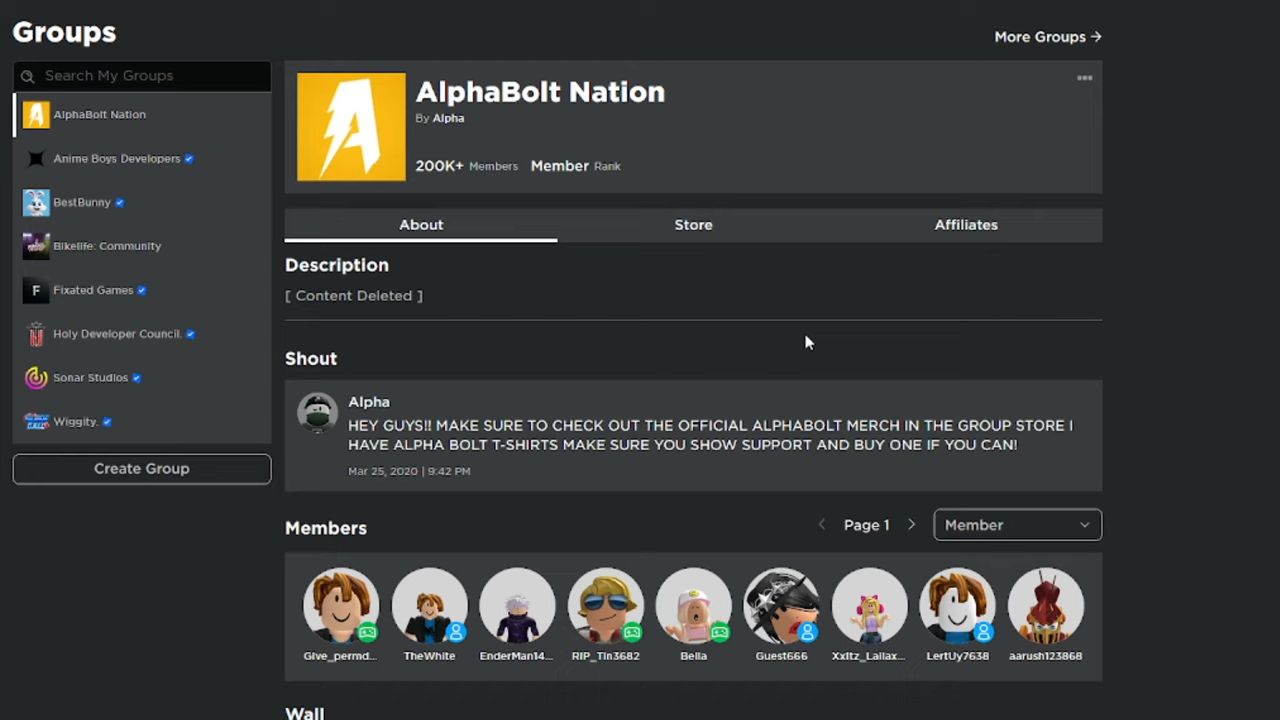 Groups
More Groups →
Search My Groups
AlphaBolt Nation
Anime Boys Developers
BestBunny
Bikelife: Community
F Fixated Games
Holy Developer Council.
Sonar Studios
Wiggity.
Create Group
A
AlphaBolt Nation
By Alpha
200K+ Members Member Rank
About Store Affiliates
Description
[ Content Deleted ]
Shout
Alpha
HEY GUYS!! MAKE SURE TO CHECK OUT THE OFFICIAL ALPHABOLT MERCH IN THE GROUP STORE I
HAVE ALPHA BOLT T-SHIRTS MAKE SURE YOU SHOW SUPPORT AND BUY ONE IF YOU CAN!
Mar 25, 2020 | 9:42 PM
Members
Page 1
Member
Give_permd... TheWhite EnderMan14... RIP_Tin3682 Bella Guest666 XxItz_Lallax... LertUy7638 aarush123868
Wall